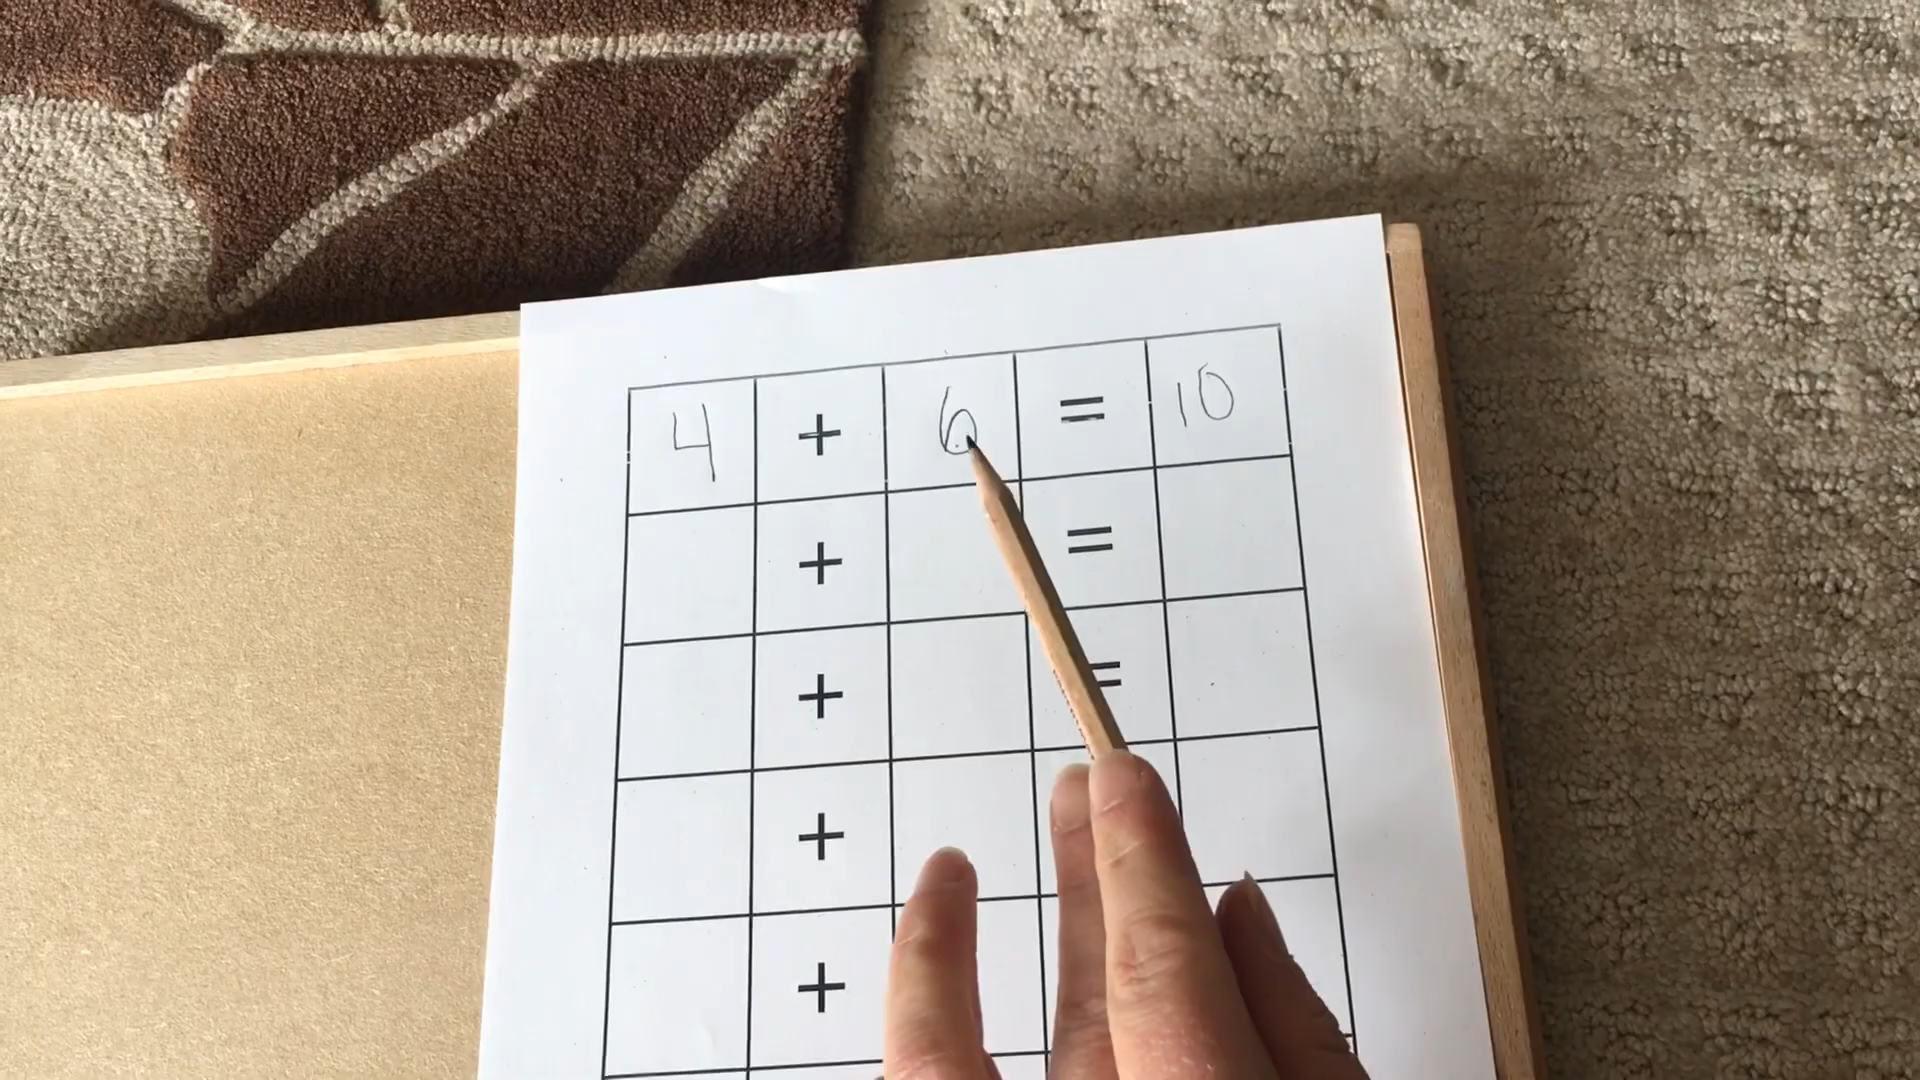 4 + 6 = 10
+ =
+ =
+
+